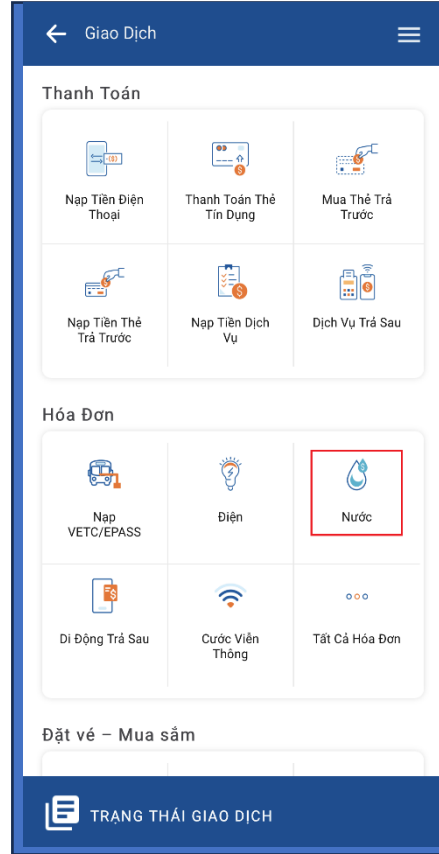 Giao Dịch
Thanh Toán
Nạp Tiền Điện
Thoại
Thanh Toán Thẻ
Tín Dụng
Mua Thẻ Trả
Trước
Nạp Tiền Thẻ
Trả Trước
Nạp Tiền Dịch
Vụ
Dịch Vụ Trả Sau
Hóa Đơn
Nạp
VETC/EPASS
Điện
Nước
Di Động Trả Sau
Cước Viễn
Thông
Tất Cả Hóa Đơn
Đặt vé – Mua sắm
TRẠNG THÁI GIAO DỊCH